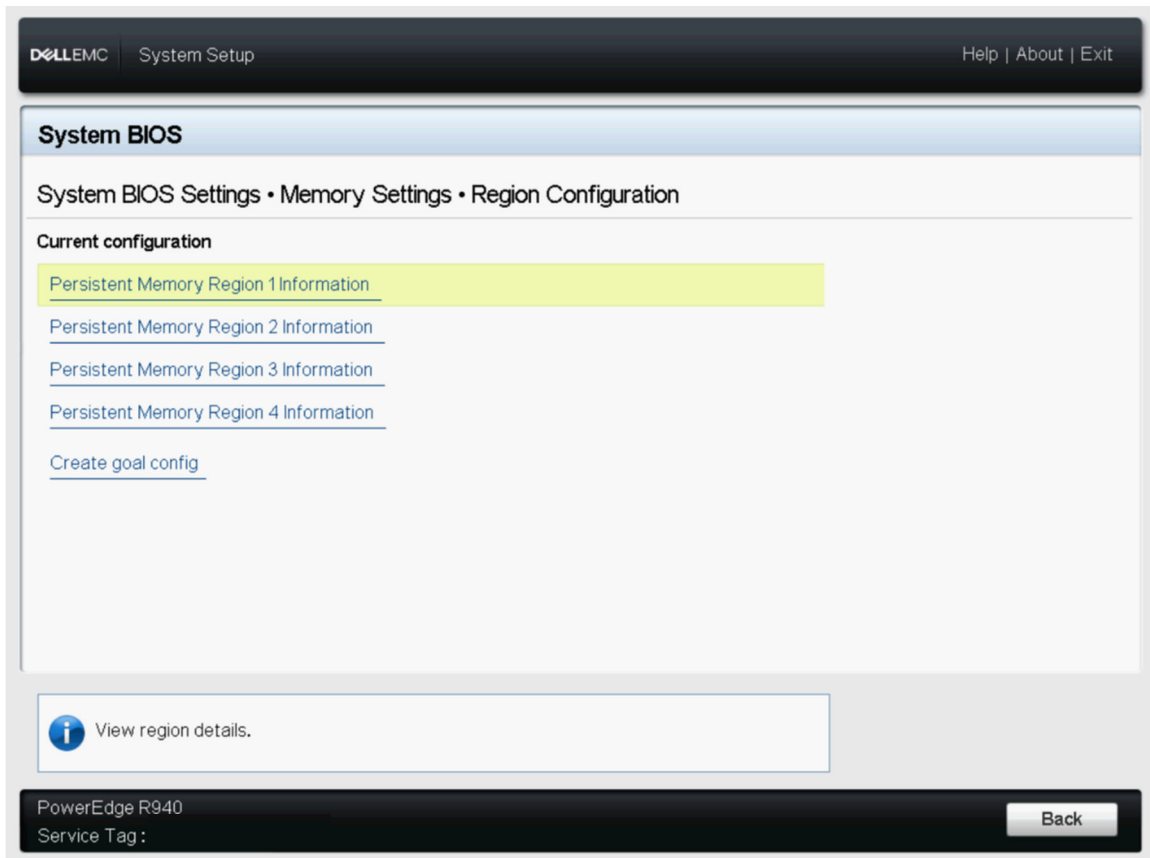 DELLEMC System Setup Help | About | Exit
System BIOS
System BIOS Settings • Memory Settings • Region Configuration
Current configuration
Persistent Memory Region 1 Information
Persistent Memory Region 2 Information
Persistent Memory Region 3 Information
Persistent Memory Region 4 Information
Create goal config
View region details.
PowerEdge R940
Service Tag:
Back